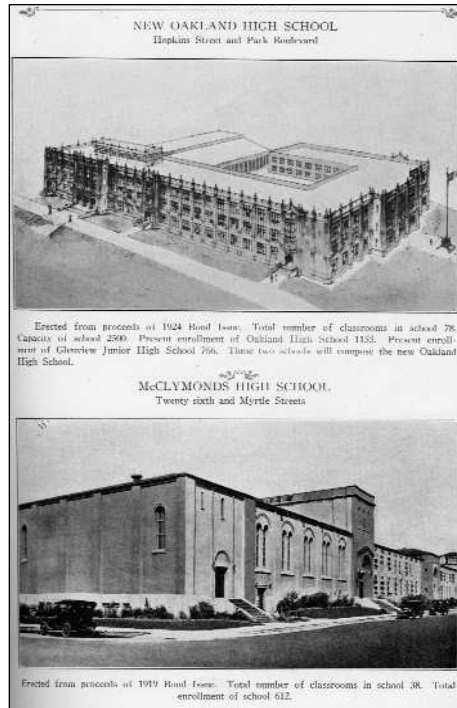 NEW OAKLAND HIGH SCHOOL
Hopkins Street and Park Boulevard
Erected from proceeds of 1924 Bond Issue. Total number of classrooms in school 78.
Capacity of school 2500. Present enrollment of Oakland High School 1155. Present enroll-
ment of Glenview Junior High School 766. These two schools will compose the new Oakland
High School.
McCLYMONDS HIGH SCHOOL
Twenty-sixth and Myrtle Streets
Erected from proceeds of 1919 Bond Issue. Total number of classrooms in school 38. Total
enrollment of school 612.